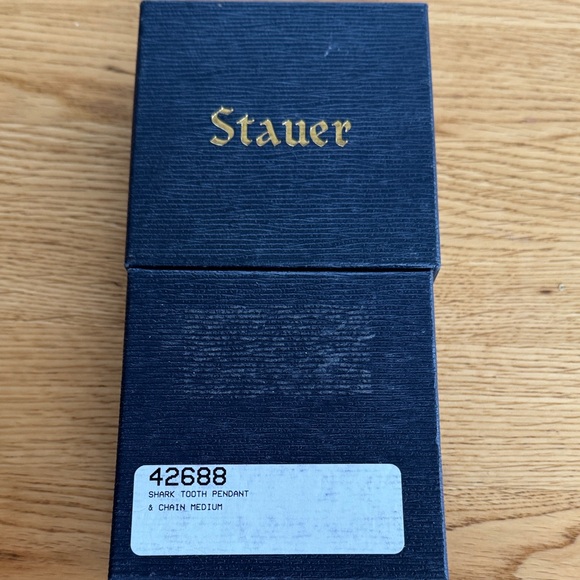 Stauer
42688
SHARK TOOTH PENDANT
& CHAIN MEDIUM